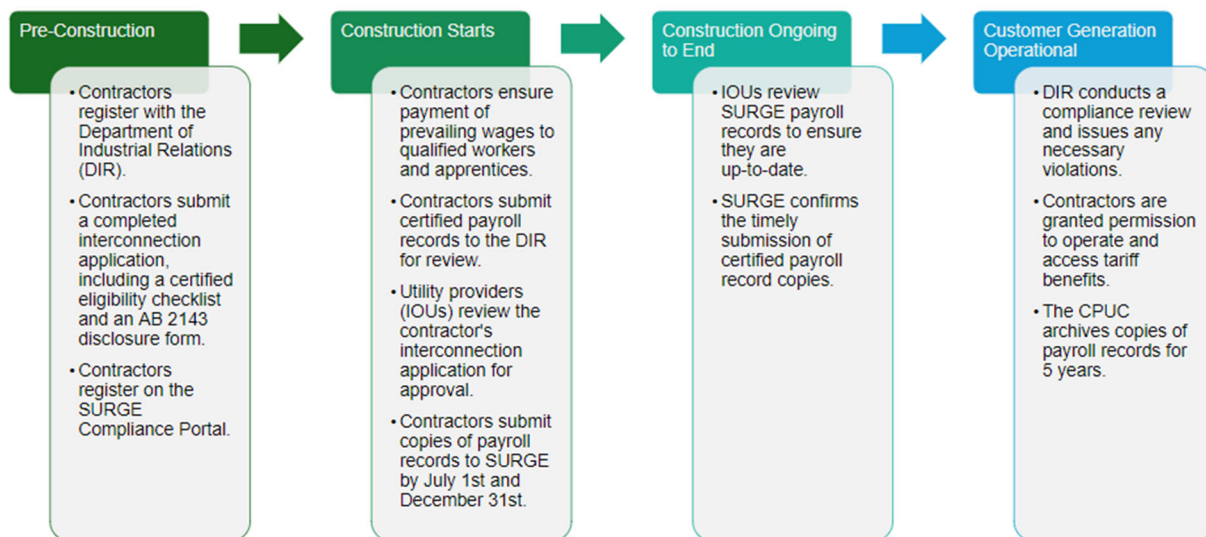 Pre-Construction
• Contractors
register with the
Department of
Industrial Relations
(DIR).
• Contractors submit
a completed
interconnection
application,
including a certified
eligibility checklist
and an AB 2143
disclosure form.
• Contractors
register on the
SURGE
Compliance Portal.
Construction Starts
• Contractors ensure
payment of
prevailing wages to
qualified workers
and apprentices.
• Contractors submit
certified payroll
records to the DIR
for review.
• Utility providers
(IOUs) review the
contractor's
interconnection
application for
approval.
• Contractors submit
copies of payroll
records to SURGE
by July 1st and
December 31st.
Construction Ongoing
to End
• IOUs review
SURGE payroll
records to ensure
they are
up-to-date.
• SURGE confirms
the timely
submission of
certified payroll
record copies.
Customer Generation
Operational
• DIR conducts a
compliance review
and issues any
necessary
violations.
• Contractors are
granted permission
to operate and
access tariff
benefits.
• The CPUC
archives copies of
payroll records for
5 years.